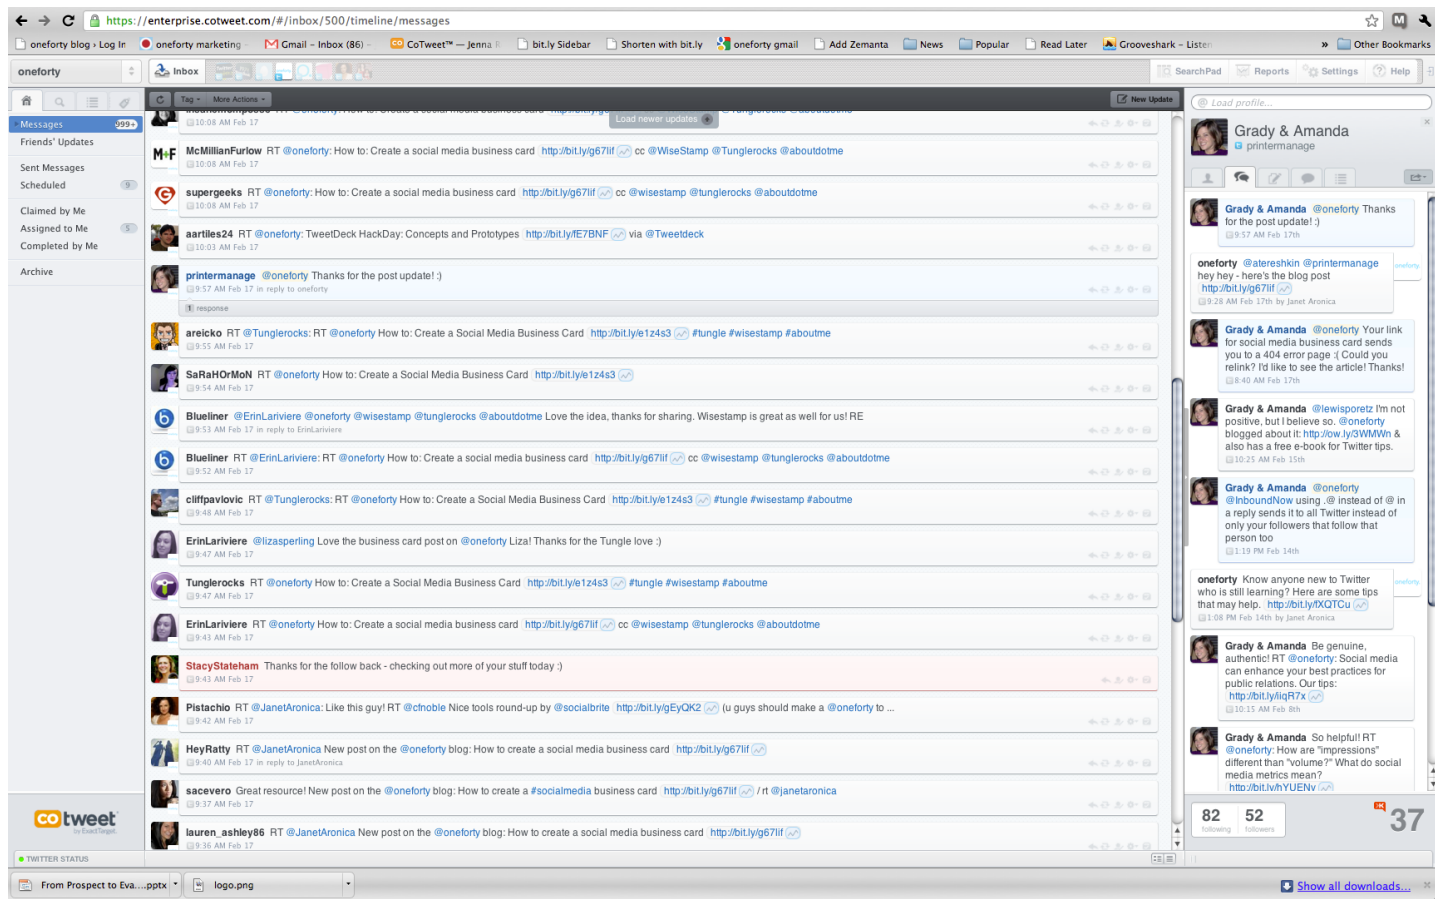 https://enterprise.cotweet.com/#/inbox/500/timeline/messages
oneforty blog › Log In
oneforty marketing -
Gmail – Inbox (86) –
CoTweet™ — Jenna
bit.ly Sidebar
Shorten with bit.ly
oneforty gmail
Add Zemanta
News
Popular
Read Later
Grooveshark – Listen
»
Other Bookmarks
oneforty
Inbox
SearchPad
Reports
Settings
Help
Tag
More Actions
New Update
Load profile...
Messages 999+
Friends' Updates
Sent Messages
Scheduled 9
Claimed by Me
Assigned to Me 5
Completed by Me
Archive
cotweet
by ExactTarget.
TWITTER STATUS
10:08 AM Feb 17
Load newer updates
M+F
McMillianFurlow RT @oneforty: How to: Create a social media business card http://bit.ly/g67Iif cc @WiseStamp @Tunglerocks @aboutdotme
10:08 AM Feb 17
supergeeks RT @oneforty: How to: Create a social media business card http://bit.ly/g67Iif cc @wisestamp @tunglerocks @aboutdotme
10:08 AM Feb 17
aartiles24 RT @oneforty: TweetDeck HackDay: Concepts and Prototypes http://bit.ly/fE7BNF via @Tweetdeck
10:03 AM Feb 17
printermanage @oneforty Thanks for the post update! :)
9:57 AM Feb 17 in reply to oneforty
1 response
areicko RT @Tunglerocks: RT @oneforty How to: Create a Social Media Business Card http://bit.ly/e1z4s3 #tungle #wisestamp #aboutme
9:55 AM Feb 17
SaRaHOrMoN RT @oneforty How to: Create a Social Media Business Card http://bit.ly/e1z4s3
9:54 AM Feb 17
Blueliner @ErinLariviere @oneforty @wisestamp @tunglerocks @aboutdotme Love the idea, thanks for sharing. Wisestamp is great as well for us! RE
9:53 AM Feb 17 in reply to ErinLariviere
Blueliner RT @ErinLariviere: RT @oneforty How to: Create a social media business card http://bit.ly/g67Iif cc @wisestamp @tunglerocks @aboutdotme
9:52 AM Feb 17
cliffpavlovic RT @Tunglerocks: RT @oneforty How to: Create a Social Media Business Card http://bit.ly/e1z4s3 #tungle #wisestamp #aboutme
9:48 AM Feb 17
ErinLariviere @lizasperling Love the business card post on @oneforty Liza! Thanks for the Tungle love :)
9:47 AM Feb 17
Tunglerocks RT @oneforty How to: Create a Social Media Business Card http://bit.ly/e1z4s3 #tungle #wisestamp #aboutme
9:47 AM Feb 17
ErinLariviere RT @oneforty How to: Create a social media business card http://bit.ly/g67Iif cc @wisestamp @tunglerocks @aboutdotme
9:43 AM Feb 17
StacyStateham Thanks for the follow back - checking out more of your stuff today :)
9:43 AM Feb 17
Pistachio RT @JanetAronica: Like this guy! RT @cfnoble Nice tools round-up by @socialbrite http://bit.ly/gEyQK2 (u guys should make a @oneforty to ...
9:42 AM Feb 17
HeyRatty RT @JanetAronica New post on the @oneforty blog: How to create a social media business card http://bit.ly/g67Iif
9:40 AM Feb 17 in reply to JanetAronica
sacevero Great resource! New post on the @oneforty blog: How to create a #socialmedia business card http://bit.ly/g67Iif / rt @janetaronica
9:37 AM Feb 17
lauren_ashley86 RT @JanetAronica New post on the @oneforty blog: How to create a social media business card http://bit.ly/g67Iif
9:36 AM Feb 17
Grady & Amanda
printermanage
Grady & Amanda @oneforty Thanks
for the post update! :)
9:57 AM Feb 17th
oneforty @atereshkin @printermanage
hey hey - here's the blog post
http://bit.ly/g67Iif
9:28 AM Feb 17th by Janet Aronica
oneforty
Grady & Amanda @oneforty Your link
for social media business card sends
you to a 404 error page :( Could you
relink? I'd like to see the article! Thanks!
8:40 AM Feb 17th
Grady & Amanda @lewisporetz I'm not
positive, but I believe so. @oneforty
blogged about it: http://ow.ly/3WMWn &
also has a free e-book for Twitter tips.
10:25 AM Feb 15th
Grady & Amanda @oneforty
@InboundNow using .@ instead of @ in
a reply sends it to all Twitter instead of
only your followers that follow that
person too
1:19 PM Feb 14th
oneforty Know anyone new to Twitter
who is still learning? Here are some tips
that may help. http://bit.ly/fXQTCu
1:08 PM Feb 14th by Janet Aronica
oneforty
Grady & Amanda Be genuine,
authentic! RT @oneforty: Social media
can enhance your best practices for
public relations. Our tips:
http://bit.ly/iiqR7x
10:15 AM Feb 8th
Grady & Amanda So helpful! RT
@oneforty: How are "impressions"
different than "volume?" What do social
media metrics mean?
http://bit.ly/hYUENv
82 following
52 followers
37
From Prospect to Eva....pptx
logo.png
Show all downloads...